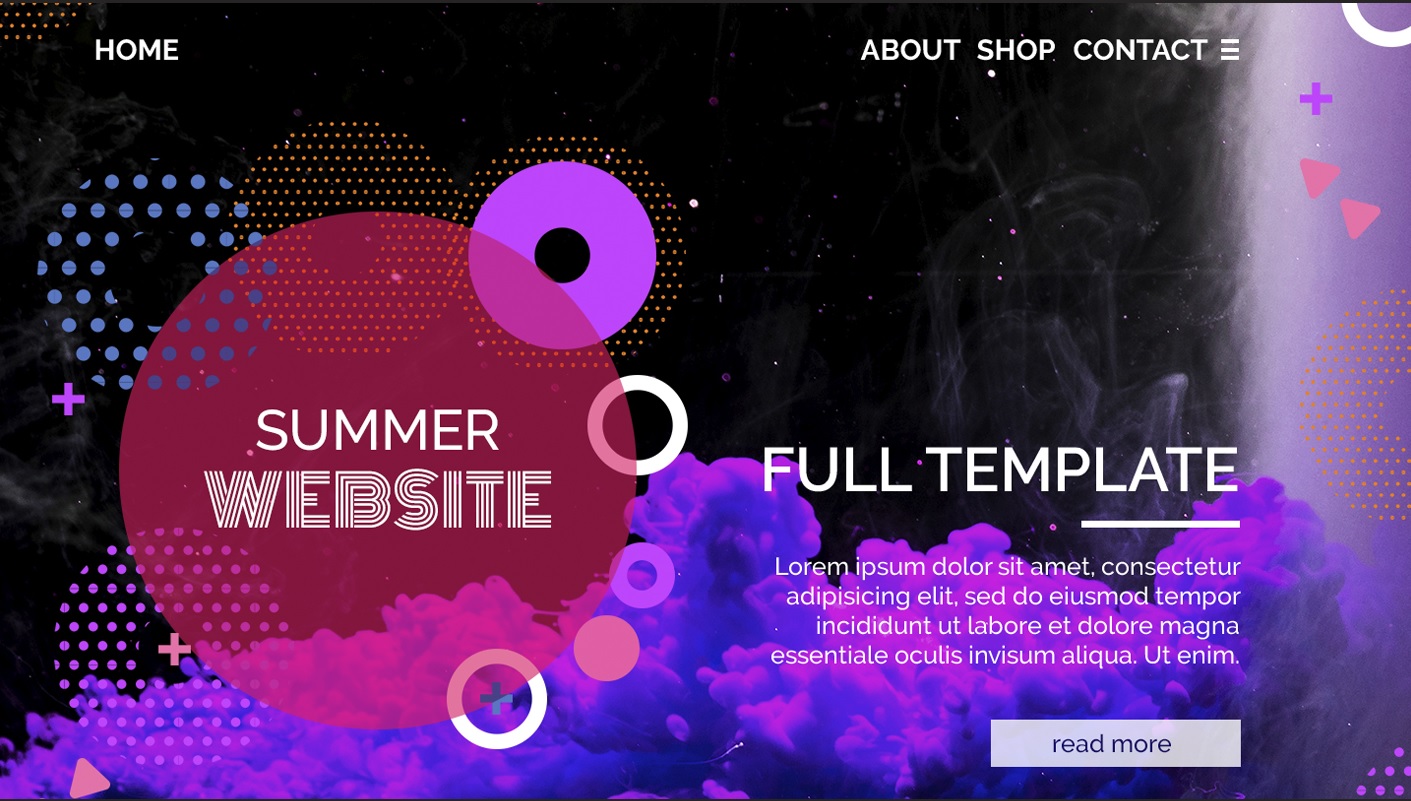 HOME
ABOUT SHOP CONTACT
SUMMER
WEBSITE
FULL TEMPLATE
Lorem ipsum dolor sit amet, consectetur
adipisicing elit, sed do eiusmod tempor
incididunt ut labore et dolore magna
essentiale oculis invisum aliqua. Ut enim.
read more